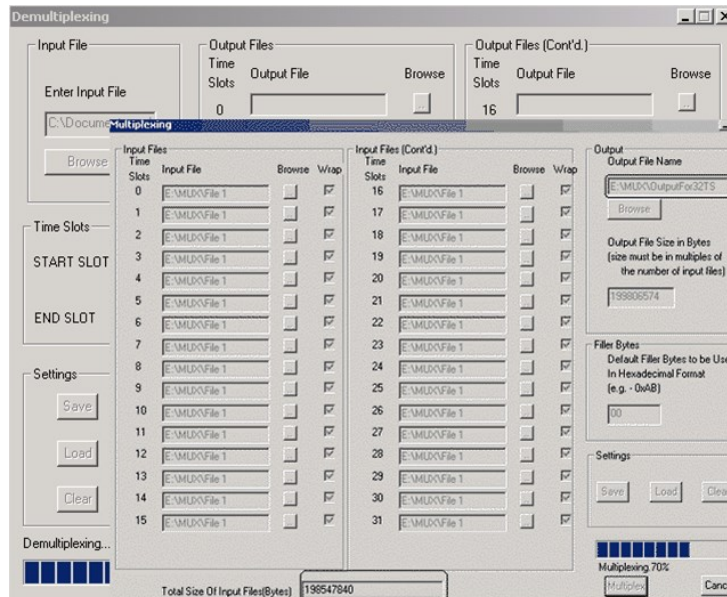 Demultiplexing
Input File
Enter Input File
C:\Docume
Browse
Time Slots
START SLOT
END SLOT
Settings
Save
Load
Clear
Demultiplexing...
Output Files
Time Slots
Output File
Browse
0
...
Output Files (Cont'd.)
Time Slots
Output File
Browse
16
...
Multiplexing
Input Files
Time Slots Input File Browse Wrap
0 E:\MUX\File 1
1 E:\MUX\File 1
2 E:\MUX\File 1
3 E:\MUX\File 1
4 E:\MUX\File 1
5 E:\MUX\File 1
6 E:\MUX\File 1
7 E:\MUX\File 1
8 E:\MUX\File 1
9 E:\MUX\File 1
10 E:\MUX\File 1
11 E:\MUX\File 1
12 E:\MUX\File 1
13 E:\MUX\File 1
14 E:\MUX\File 1
15 E:\MUX\File 1
Input Files (Cont'd.)
Time Slots Input File Browse Wrap
16 E:\MUX\File 1
17 E:\MUX\File 1
18 E:\MUX\File 1
19 E:\MUX\File 1
20 E:\MUX\File 1
21 E:\MUX\File 1
22 E:\MUX\File 1
23 E:\MUX\File 1
24 E:\MUX\File 1
25 E:\MUX\File 1
26 E:\MUX\File 1
27 E:\MUX\File 1
28 E:\MUX\File 1
29 E:\MUX\File 1
30 E:\MUX\File 1
31 E:\MUX\File 1
Total Size Of Input Files(Bytes) 198547840
Output
Output File Name
E:\MUX\OutputFor32TS
Browse
Output File Size in Bytes
(size must be in multiples of
the number of input files)
199806574
Filler Bytes
Default Filler Bytes to be Use
In Hexadecimal Format
(e.g. - 0xAB)
00
Settings
Save Load Clea
Multiplexing 70%
Multiplex Canc